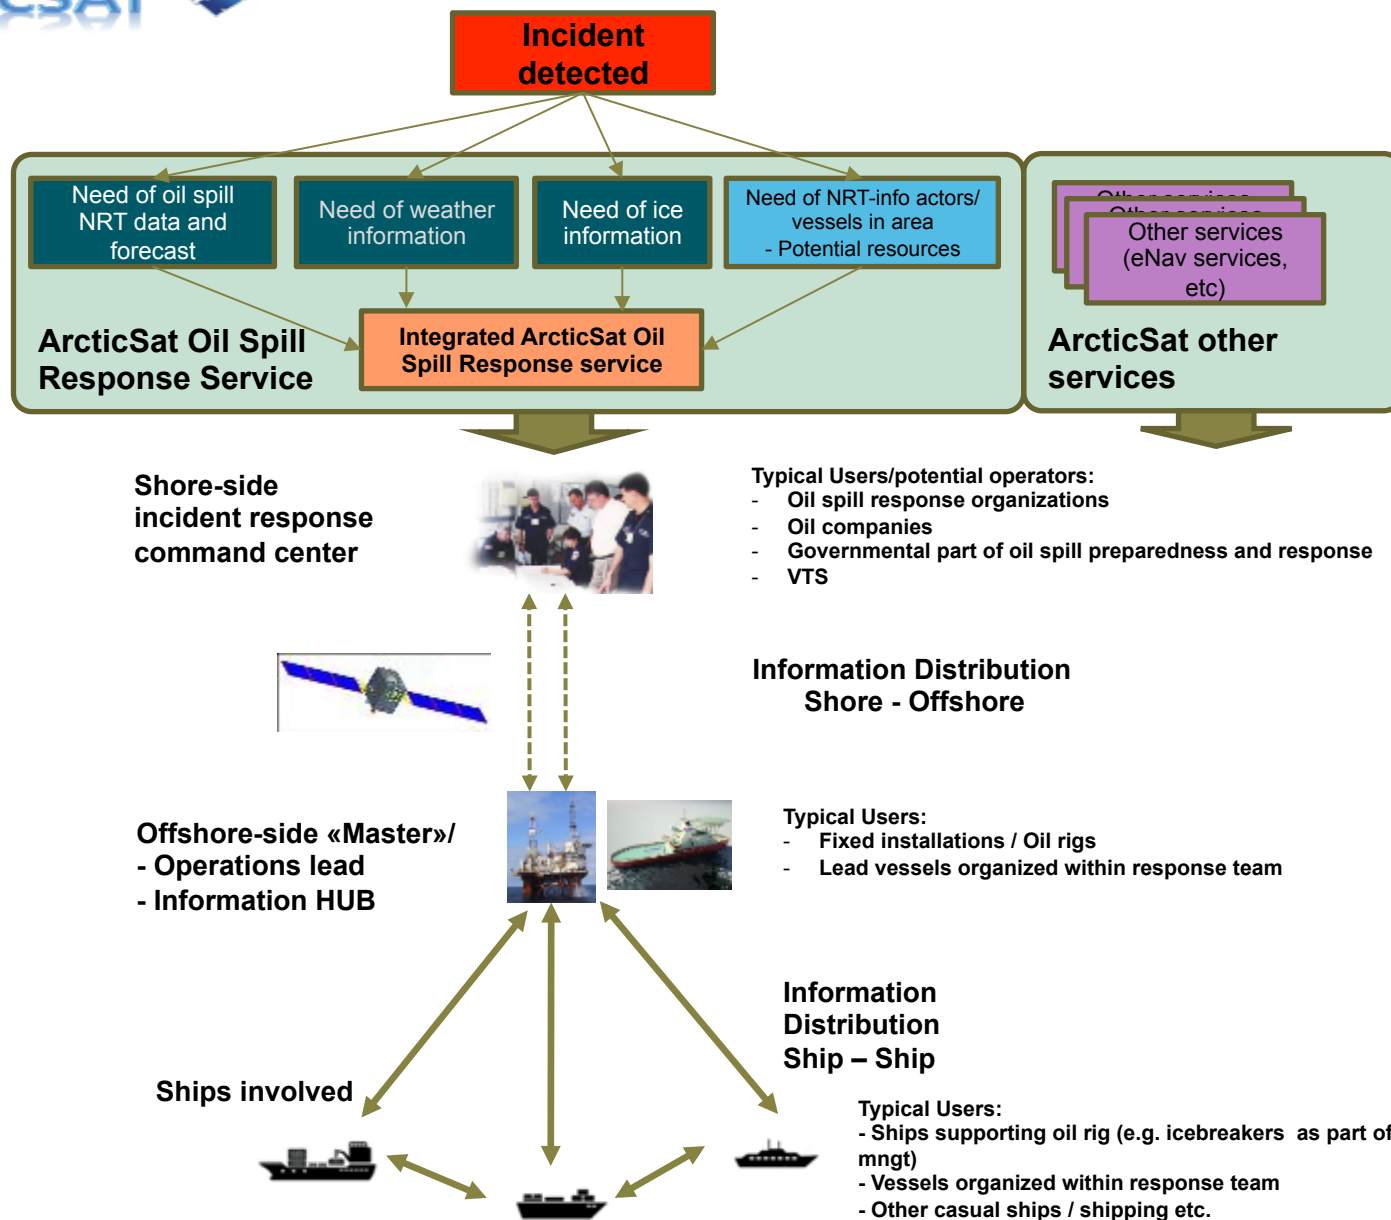 CSAT
Incident
detected
Need of oil spill
NRT data and
forecast
Need of weather
information
Need of ice
information
Need of NRT-info actors/
vessels in area
- Potential resources
Other services
Other services
Other services
(eNav services,
etc)
ArcticSat Oil Spill
Response Service
Integrated ArcticSat Oil
Spill Response service
ArcticSat other
services
Shore-side
incident response
command center
Typical Users/potential operators:
- Oil spill response organizations
- Oil companies
- Governmental part of oil spill preparedness and response
- VTS
Information Distribution
Shore - Offshore
Offshore-side «Master»/
- Operations lead
- Information HUB
Typical Users:
- Fixed installations / Oil rigs
- Lead vessels organized within response team
Information
Distribution
Ship – Ship
Ships involved
Typical Users:
- Ships supporting oil rig (e.g. icebreakers as part of
mngt)
- Vessels organized within response team
- Other casual ships / shipping etc.